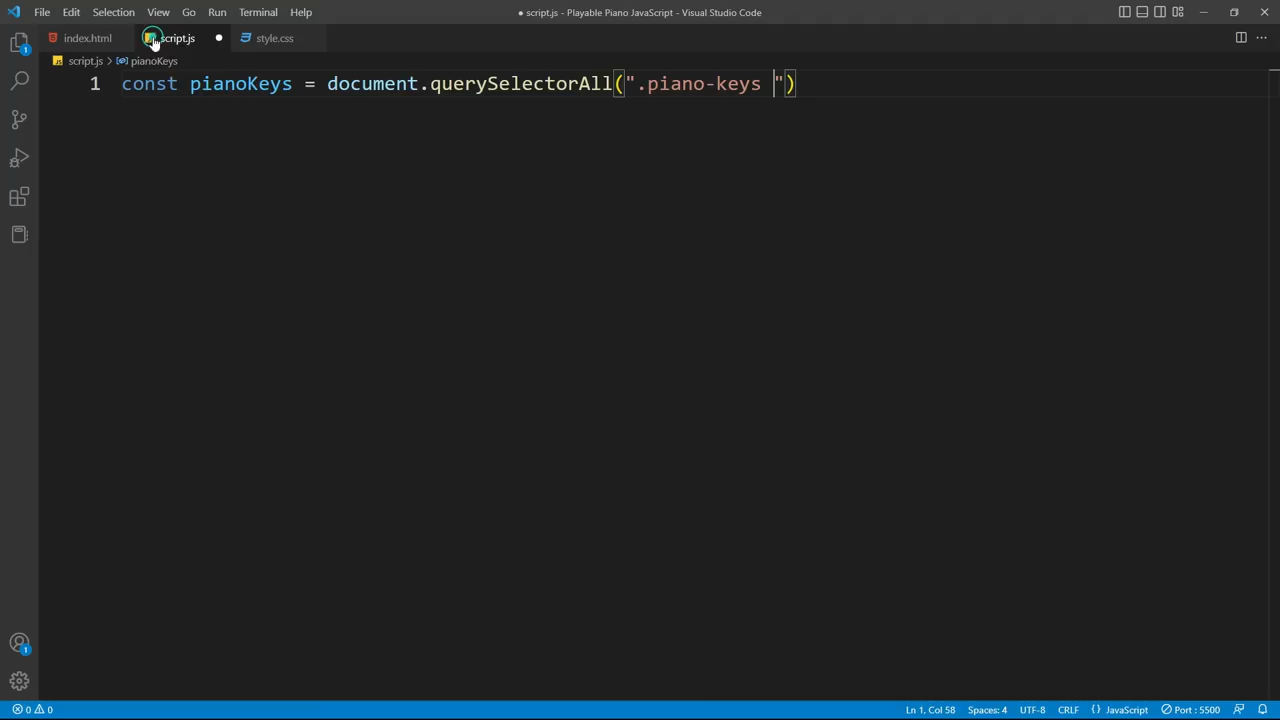 File Edit Selection View Go Run Terminal Help ● script.js - Playable Piano JavaScript - Visual Studio Code
index.html script.js ● style.css
script.js > pianoKeys
1 const pianoKeys = document.querySelectorAll(".piano-keys ")
1
1
0 0 Ln 1, Col 58 Spaces: 4 UTF-8 CRLF {} JavaScript Port : 5500